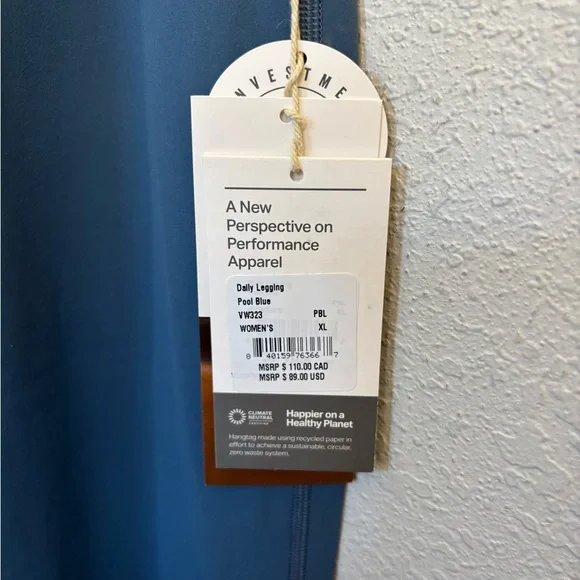 INVESTME
A New
Perspective on
Performance
Apparel
Daily Legging
Pool Blue
VW323 PBL
WOMEN'S XL
8 40159 76366 7
MSRP $ 110.00 CAD
MSRP $ 89.00 USD
CLIMATE
NEUTRAL
CERTIFIED
Happier on a
Healthy Planet
Hangtag made using recycled paper in
effort to achieve a sustainable, circular,
zero waste system.